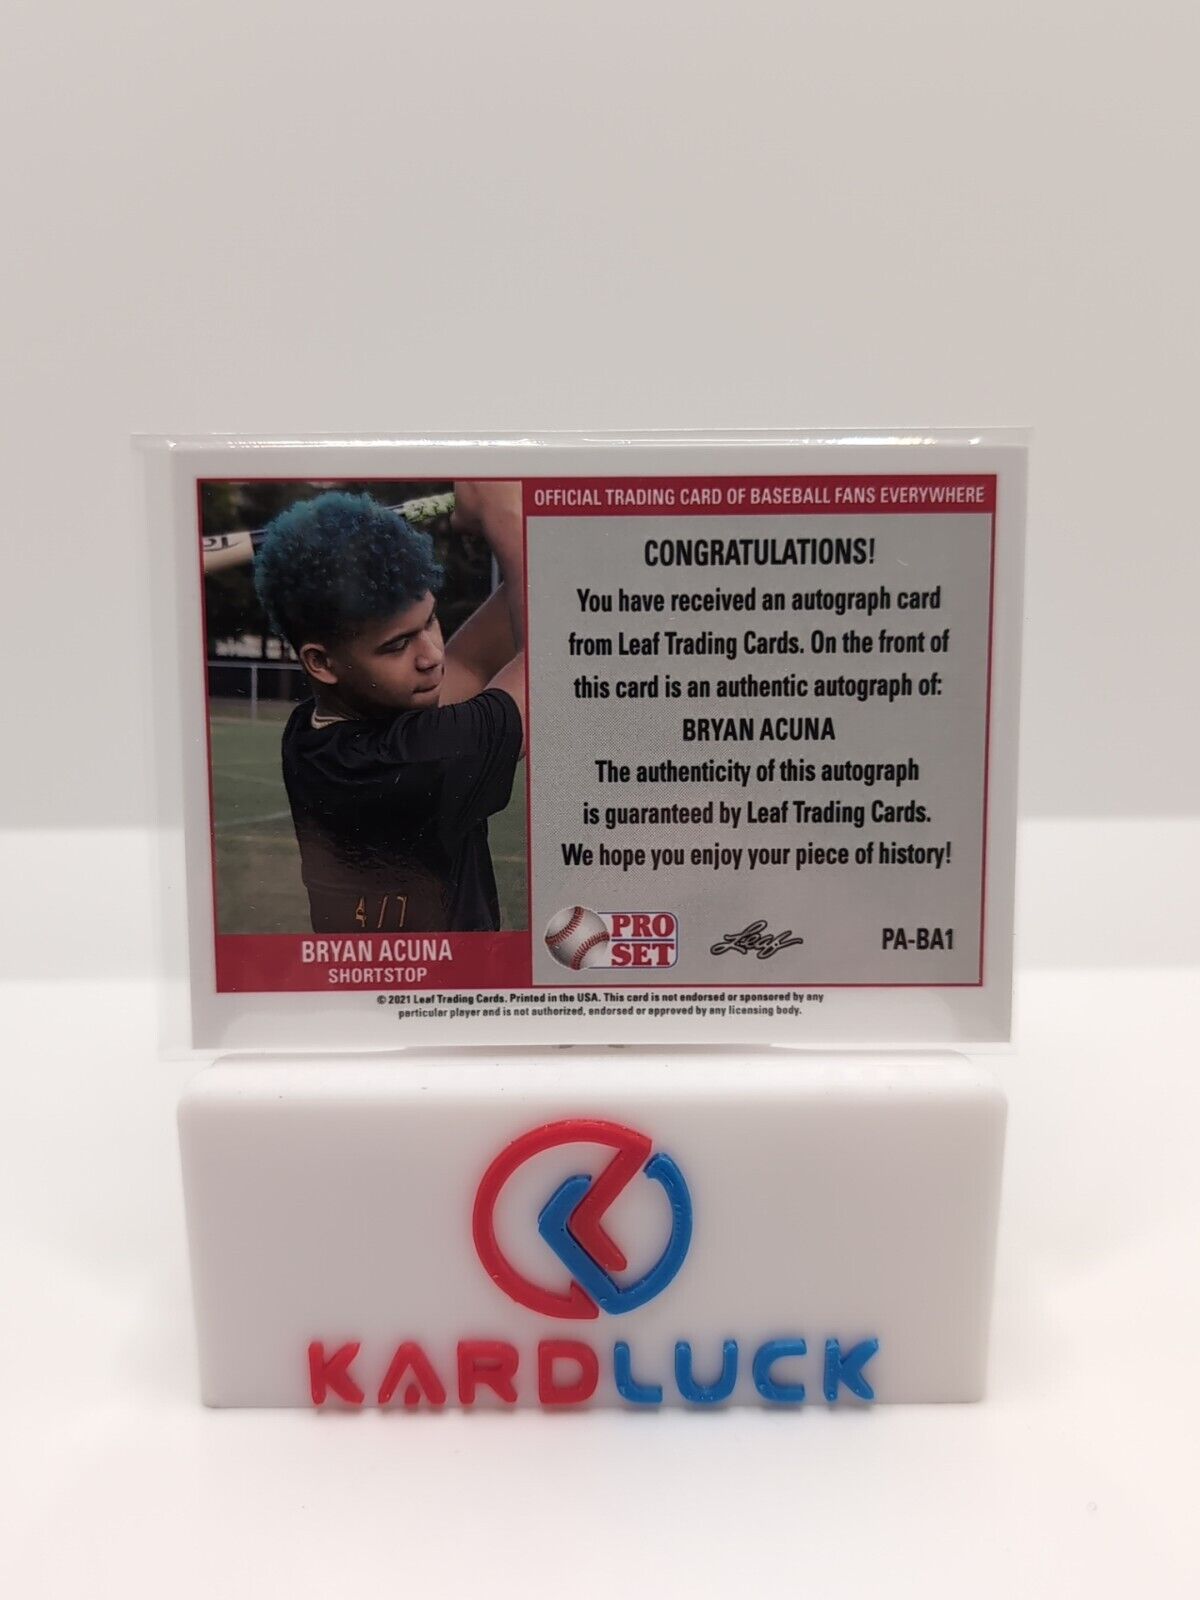 OFFICIAL TRADING CARD OF BASEBALL FANS EVERYWHERE
CONGRATULATIONS!
You have received an autograph card
from Leaf Trading Cards. On the front of
this card is an authentic autograph of:
BRYAN ACUNA
The authenticity of this autograph
is guaranteed by Leaf Trading Cards.
We hope you enjoy your piece of history!
4/7
BRYAN ACUNA
SHORTSTOP
PRO
SET
Leaf
PA-BA1
© 2021 Leaf Trading Cards. Printed in the USA. This card is not endorsed or sponsored by any
particular player and is not authorized, endorsed or approved by any licensing body.
KARDLUCK